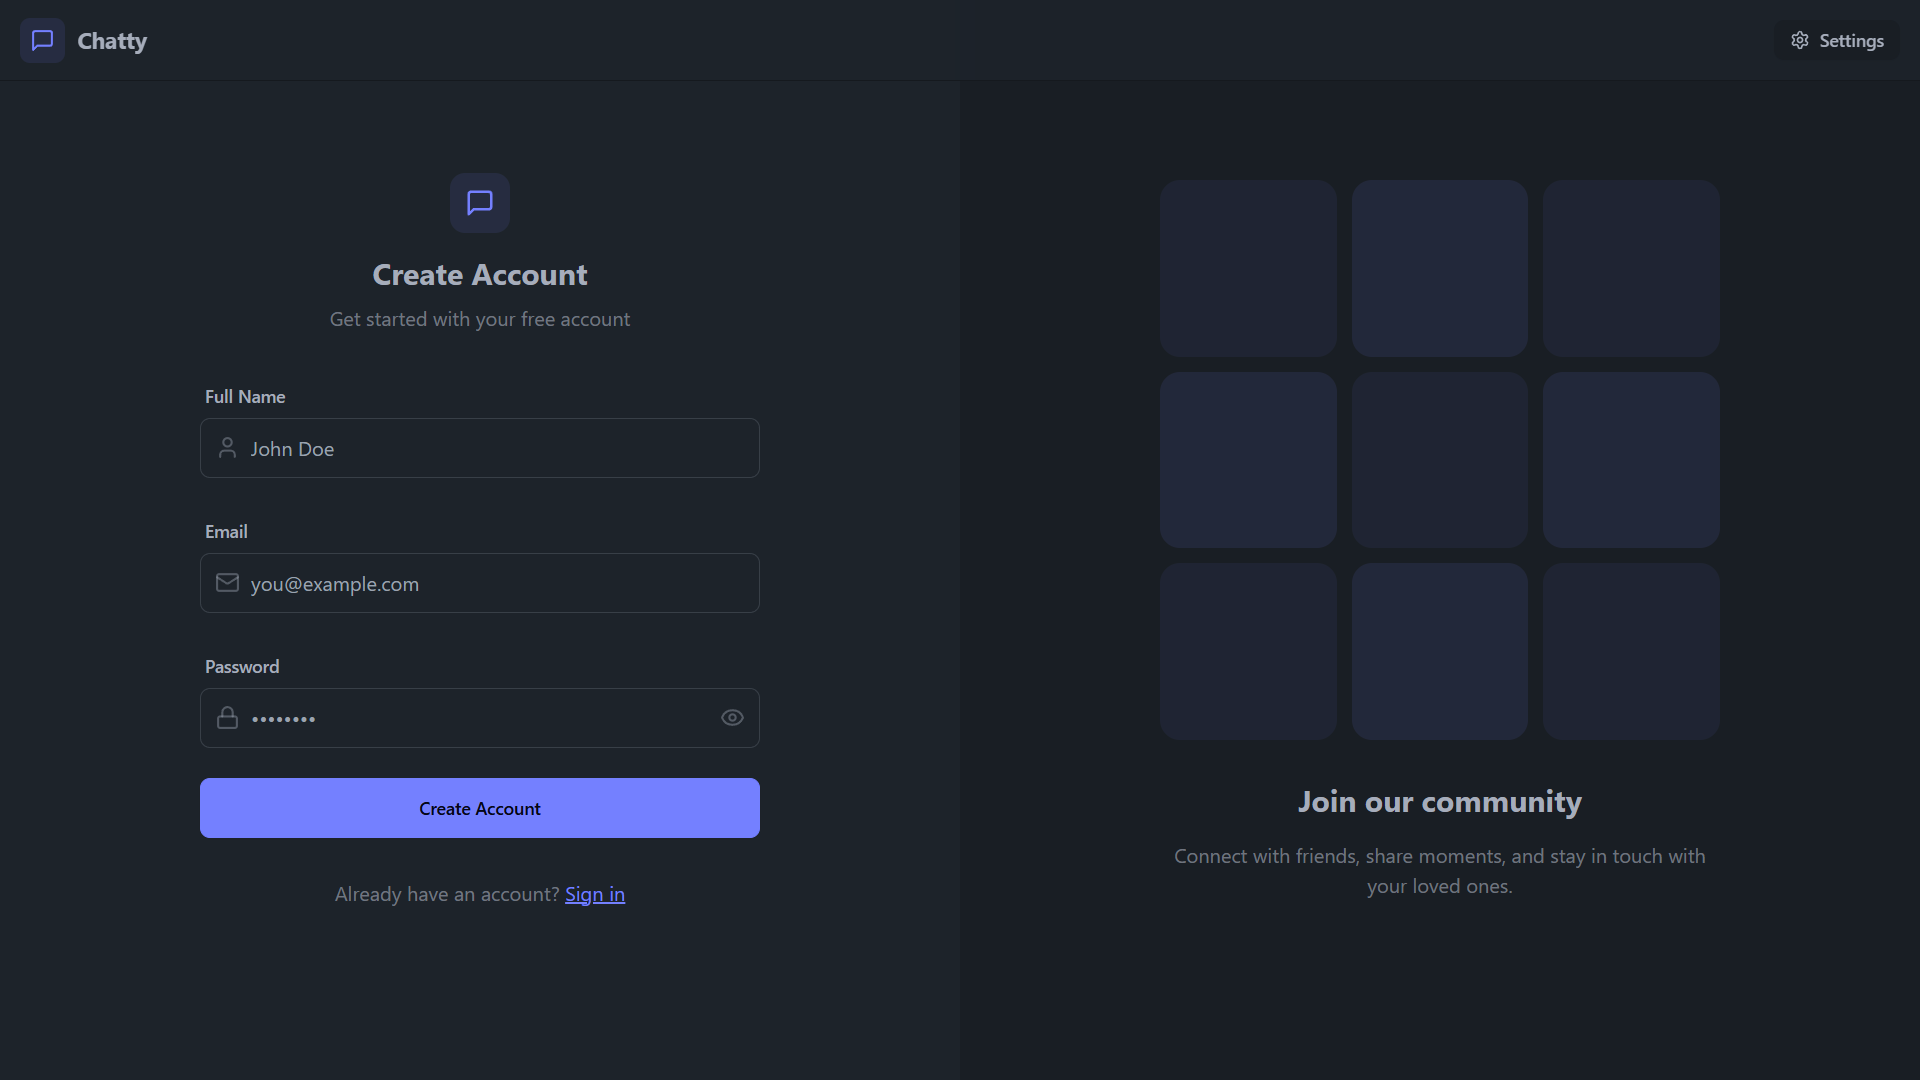 Chatty
Settings
Create Account
Get started with your free account
Full Name
John Doe
Email
you@example.com
Password
••••••••
Create Account
Already have an account? Sign in
Join our community
Connect with friends, share moments, and stay in touch with
your loved ones.